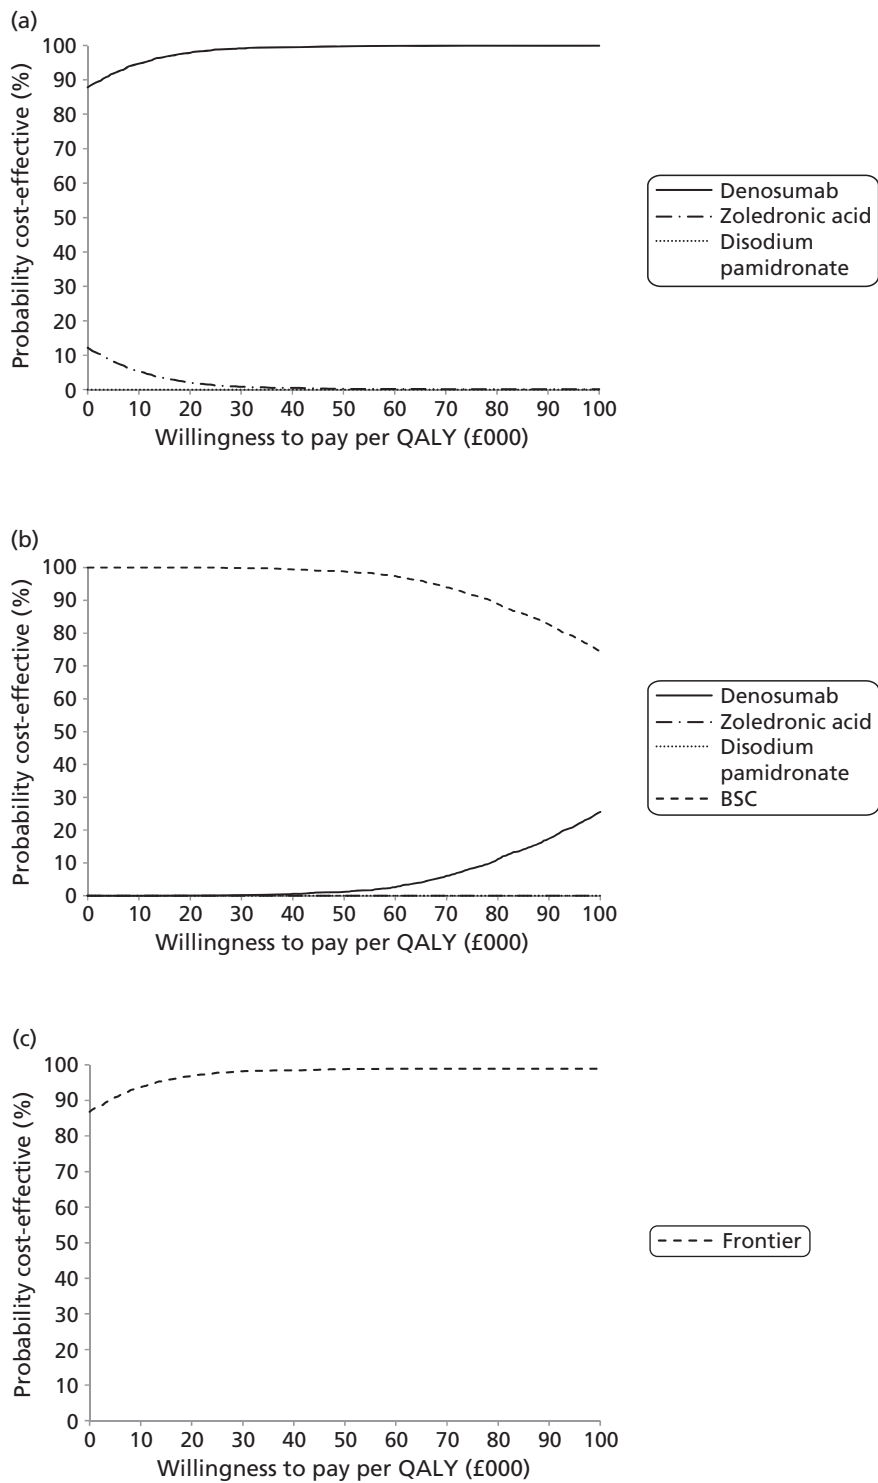 (a)
100
90
80
70
60
50
40
30
20
10
0
Probability cost-effective (%)
0 10 20 30 40 50 60 70 80 90 100
Willingness to pay per QALY (£000)
Denosumab
Zoledronic acid
Disodium
pamidronate
(b)
100
90
80
70
60
50
40
30
20
10
0
Probability cost-effective (%)
0 10 20 30 40 50 60 70 80 90 100
Willingness to pay per QALY (£000)
Denosumab
Zoledronic acid
Disodium
pamidronate
BSC
(c)
100
90
80
70
60
50
40
30
20
10
0
Probability cost-effective (%)
0 10 20 30 40 50 60 70 80 90 100
Willingness to pay per QALY (£000)
Frontier